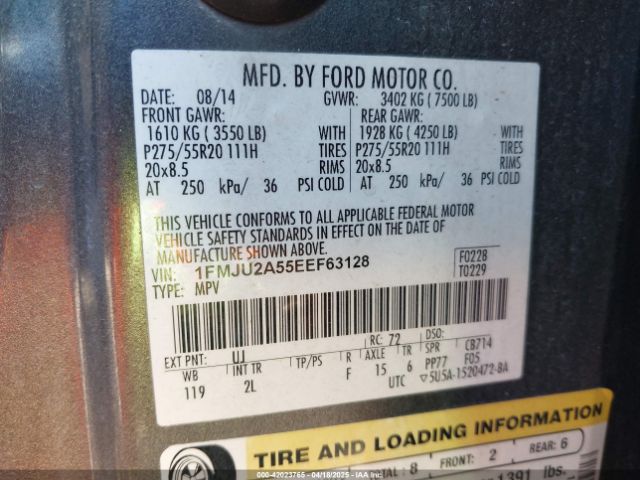 MFD. BY FORD MOTOR CO.
DATE: 08/14 GVWR: 3402 KG ( 7500 LB)
FRONT GAWR: REAR GAWR:
1610 KG ( 3550 LB) WITH 1928 KG ( 4250 LB) WITH
P275/55R20 111H TIRES P275/55R20 111H TIRES
20x8.5 RIMS 20x8.5 RIMS
AT 250 kPa/ 36 PSI COLD AT 250 kPa/ 36 PSI COLD
THIS VEHICLE CONFORMS TO ALL APPLICABLE FEDERAL MOTOR
VEHICLE SAFETY STANDARDS IN EFFECT ON THE DATE OF
MANUFACTURE SHOWN ABOVE.
VIN: 1FMJU2A55EEF63128 F0228
TYPE: MPV T0229
EXT PNT: UJ RC: 72 DSO:
WB INT TR TP/PS R AXLE TR SPR CB714
119 2L F 15 6 PP77 F05
UTC ▽5U5A-1520472-BA
TIRE AND LOADING INFORMATION
total: 8 FRONT: 2 REAR: 6
1391 lbs.
000-42023765 - 04/18/2025 -